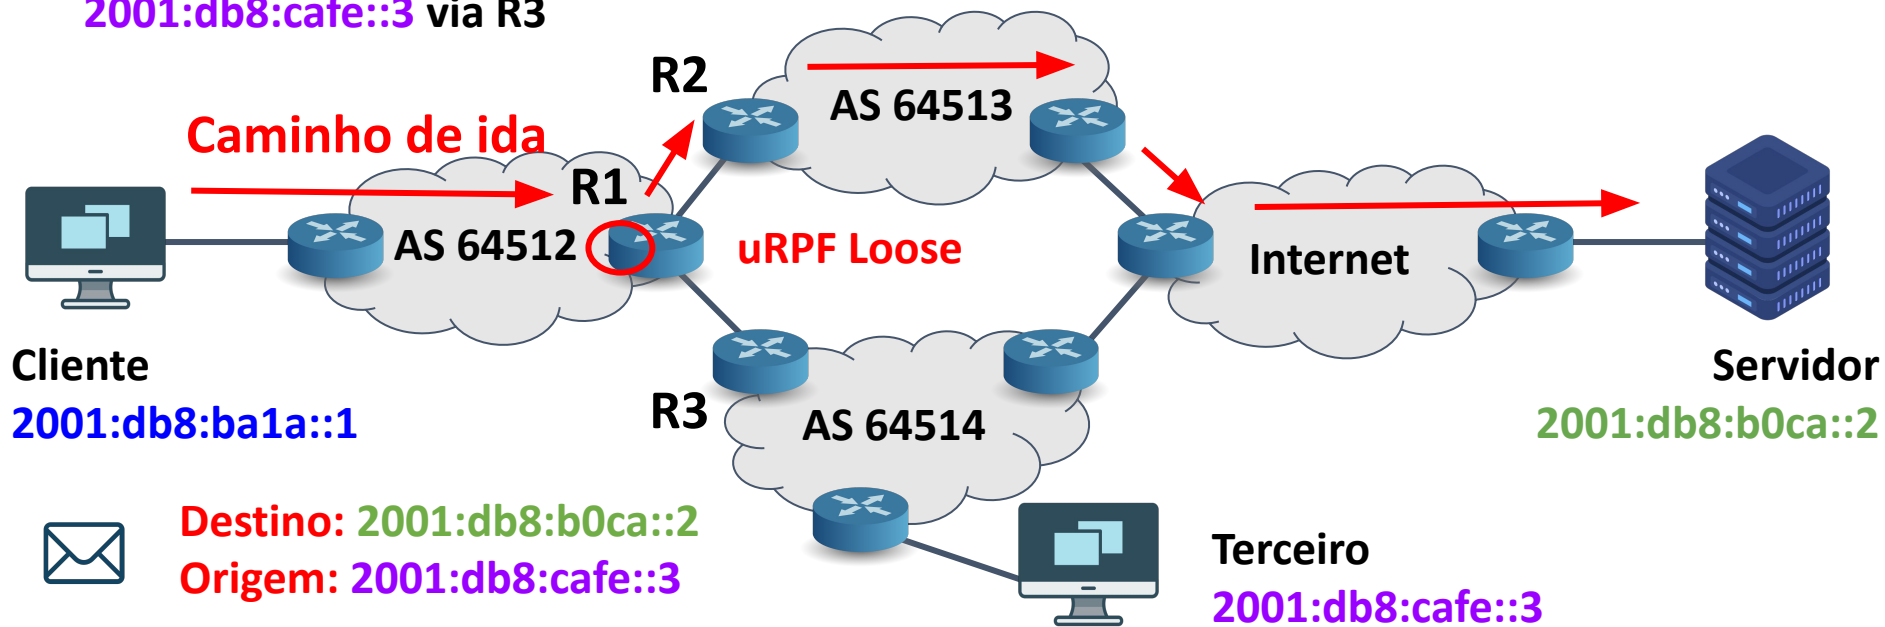 2001:db8:cafe::3 via R3
R2
AS 64513
Caminho de ida
R1
AS 64512
uRPF Loose
Internet
Cliente
2001:db8:ba1a::1
R3
AS 64514
Servidor
2001:db8:b0ca::2
Destino: 2001:db8:b0ca::2
Origem: 2001:db8:cafe::3
Terceiro
2001:db8:cafe::3